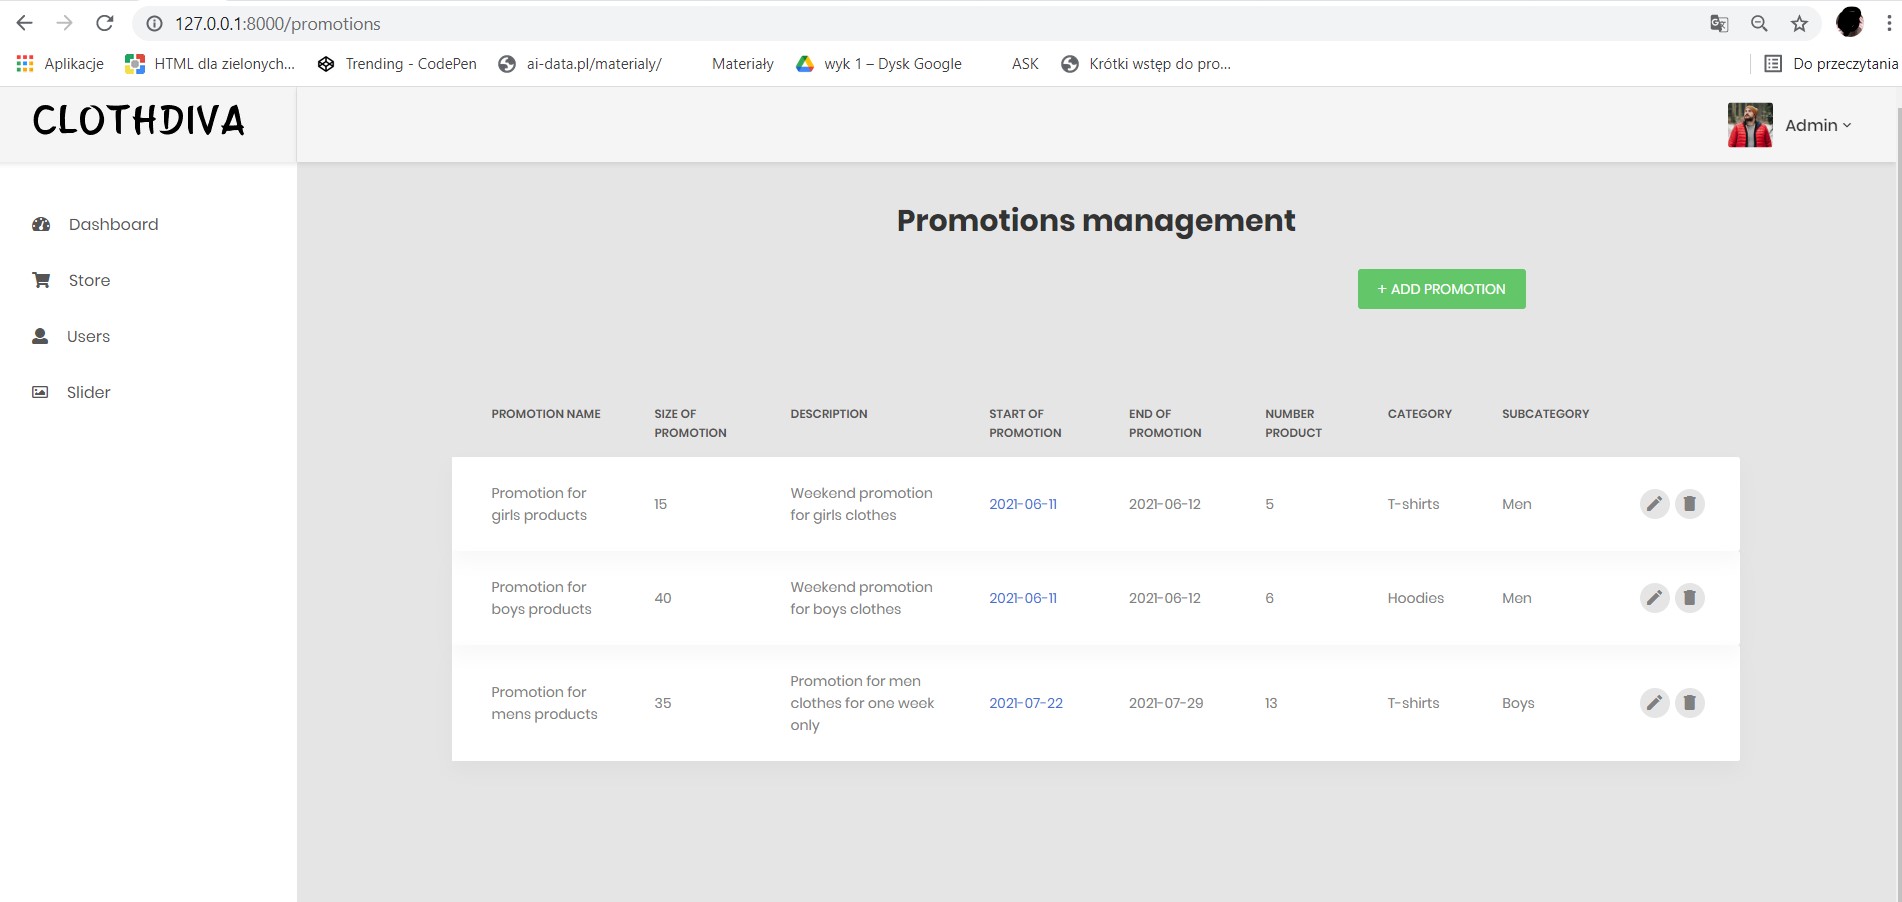 127.0.0.1:8000/promotions
Aplikacje
HTML dla zielonych...
Trending - CodePen
ai-data.pl/materialy/
Materiały
wyk 1 – Dysk Google
ASK
Krótki wstęp do pro...
Do przeczytania
CLOTHDIVA
Admin
Dashboard
Store
Users
Slider
Promotions management
+ ADD PROMOTION
PROMOTION NAME
SIZE OF
PROMOTION
DESCRIPTION
START OF
PROMOTION
END OF
PROMOTION
NUMBER
PRODUCT
CATEGORY
SUBCATEGORY
Promotion for
girls products
15
Weekend promotion
for girls clothes
2021-06-11
2021-06-12
5
T-shirts
Men
Promotion for
boys products
40
Weekend promotion
for boys clothes
2021-06-11
2021-06-12
6
Hoodies
Men
Promotion for
mens products
35
Promotion for men
clothes for one week
only
2021-07-22
2021-07-29
13
T-shirts
Boys